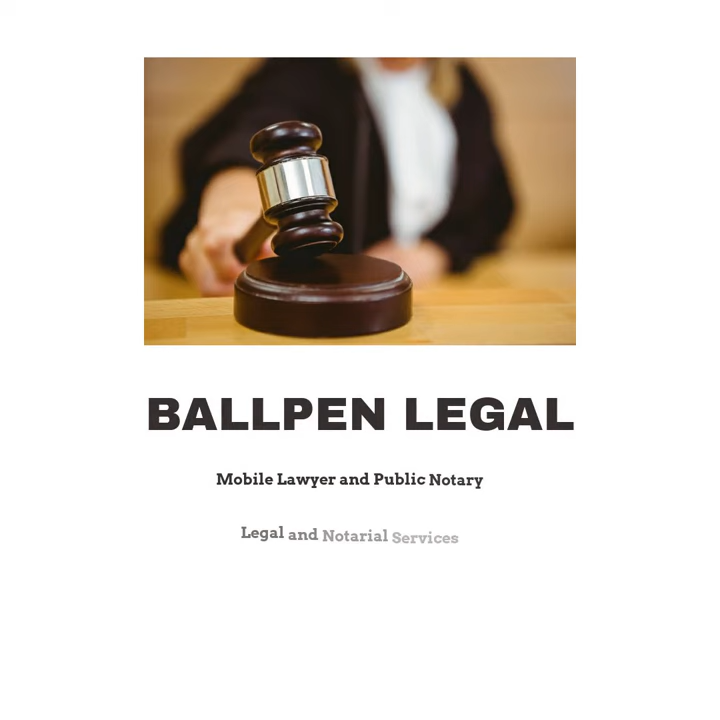 BALLPEN LEGAL
Mobile Lawyer and Public Notary
Legal and Notarial Services